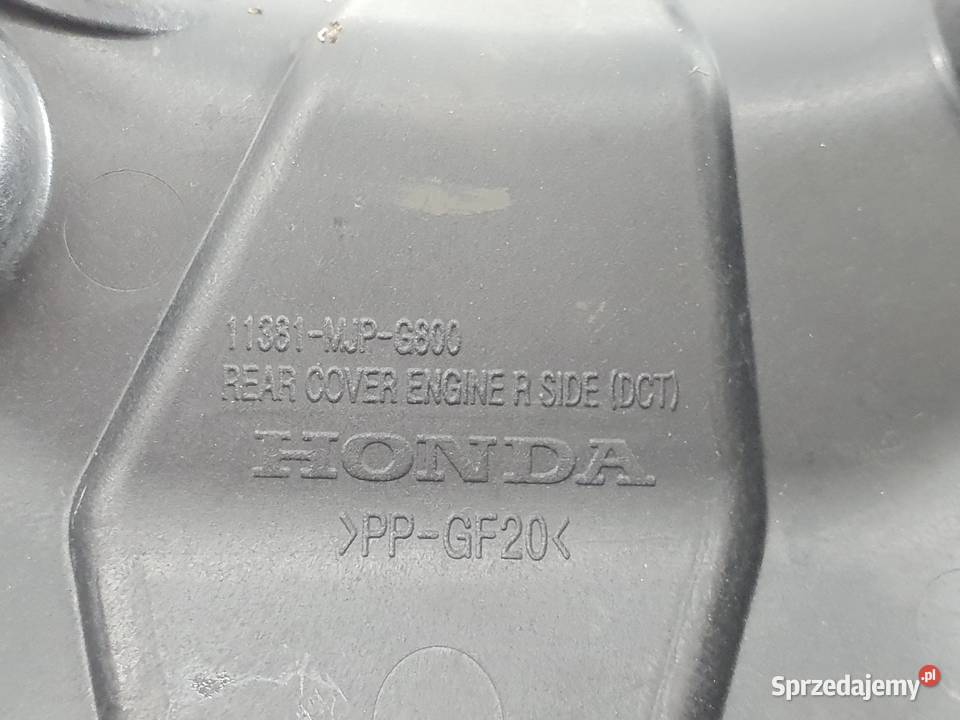 11381-MJP-G800
REAR COVER ENGINE R SIDE (DCT)
HONDA
>PP-GF20<
Sprzedajemy.pl